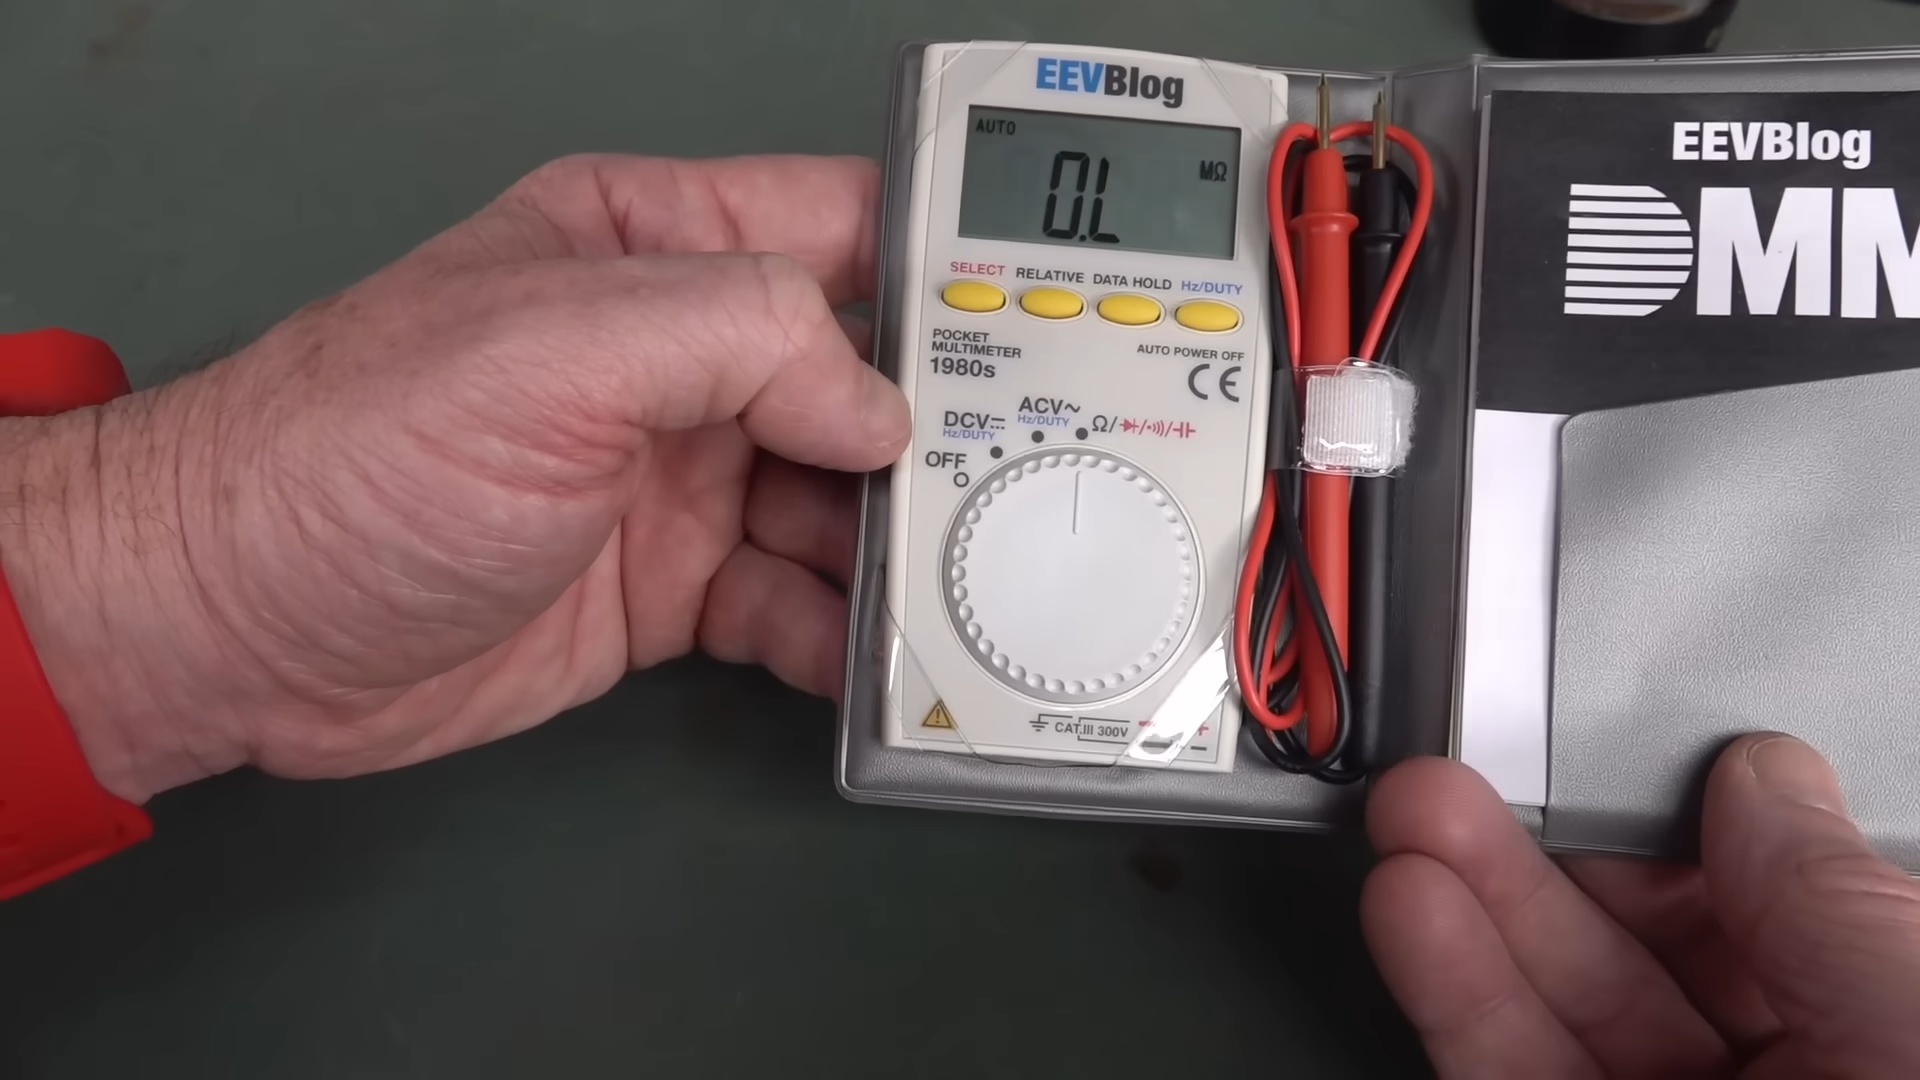 EEVBlog
AUTO
MΩ
0.L
SELECT RELATIVE DATA HOLD Hz/DUTY
POCKET
MULTIMETER
1980s
AUTO POWER OFF
CE
DCV⎓
Hz/DUTY
ACV~
Hz/DUTY
Ω/
OFF
CAT.III 300V
EEVBlog
DMM